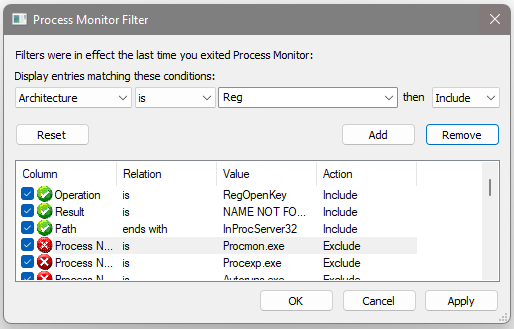 Process Monitor Filter
Filters were in effect the last time you exited Process Monitor:
Display entries matching these conditions:
Architecture is Reg then Include
Reset Add Remove
Column Relation Value Action
Operation is RegOpenKey Include
Result is NAME NOT FO... Include
Path ends with InProcServer32 Include
Process N... is Procmon.exe Exclude
Process N... is Procexp.exe Exclude
Process N... is Autoruns.exe Exclude
OK Cancel Apply